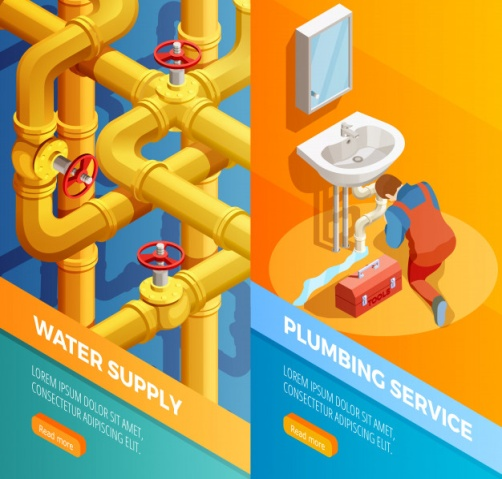 WATER SUPPLY
LOREM IPSUM DOLOR SIT AMET,
CONSECTETUR ADIPISCING ELIT.
Read more
TOOLS
PLUMBING SERVICE
LOREM IPSUM DOLOR SIT AMET,
CONSECTETUR ADIPISCING ELIT.
Read more